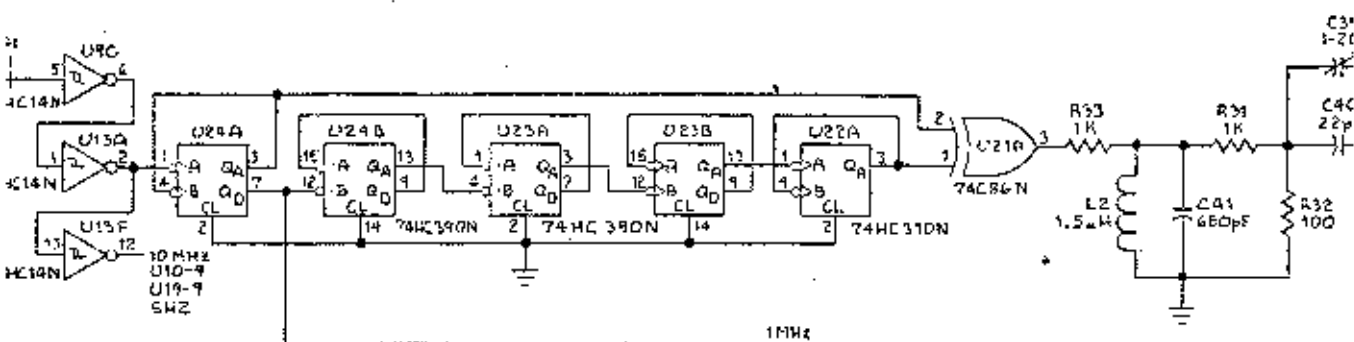 U9C
5
6
HC14N
U13A
1
2
HC14N
U13F
13
12
HC14N
10 MHz
U10-9
U19-9
5HZ
U24A
1
A
QA
3
4
B
QD
7
CL
2
U24B
15
A
13
12
B
QD
9
CL
14
74HC390N
U23A
1
A
QA
3
4
B
QD
7
CL
2
74HC390N
U23B
15
A
QA
13
12
B
QD
9
CL
14
U22A
1
A
QA
3
4
B
CL
2
74HC390N
2
1
3
U21A
74C86N
R33
1K
R31
1K
22p
L2
1.5uH
C41
680pF
R32
100
1MHz